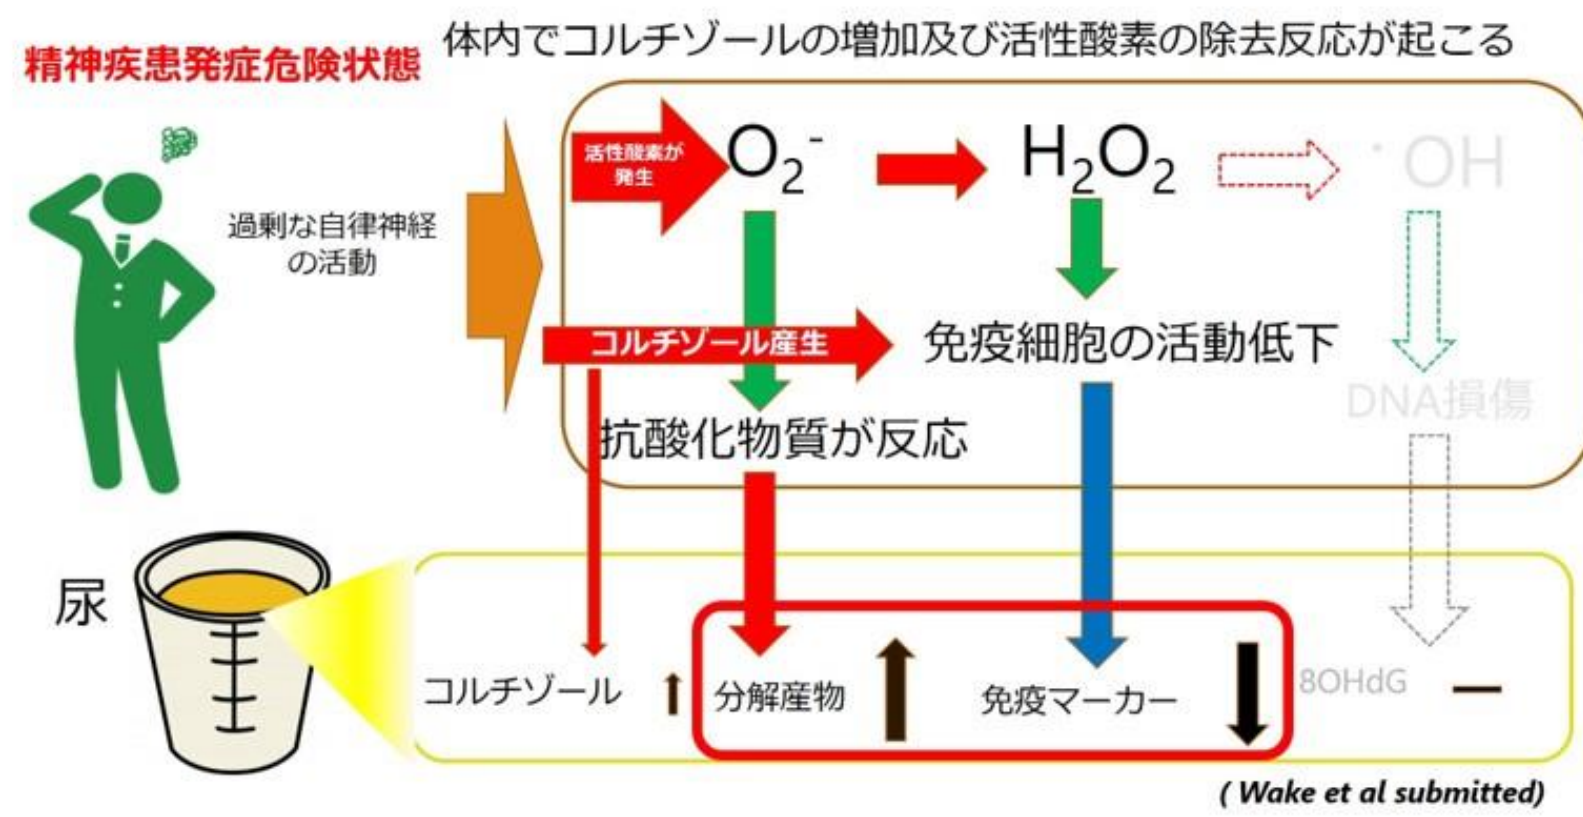 体内でコルチゾールの増加及び活性酸素の除去反応が起こる
精神疾患発症危険状態
過剰な自律神経
の活動
活性酸素が
発生
O₂⁻
H₂O₂
・OH
コルチゾール産生
免疫細胞の活動低下
抗酸化物質が反応
DNA損傷
尿
コルチゾール
分解産物
免疫マーカー
8OHdG
( Wake et al submitted)